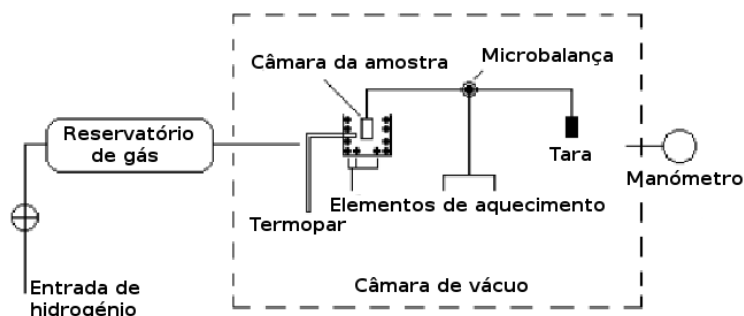 Câmara da amostra
Microbalança
Reservatório
de gás
Tara
Manómetro
Elementos de aquecimento
Termopar
Câmara de vácuo
Entrada de
hidrogénio